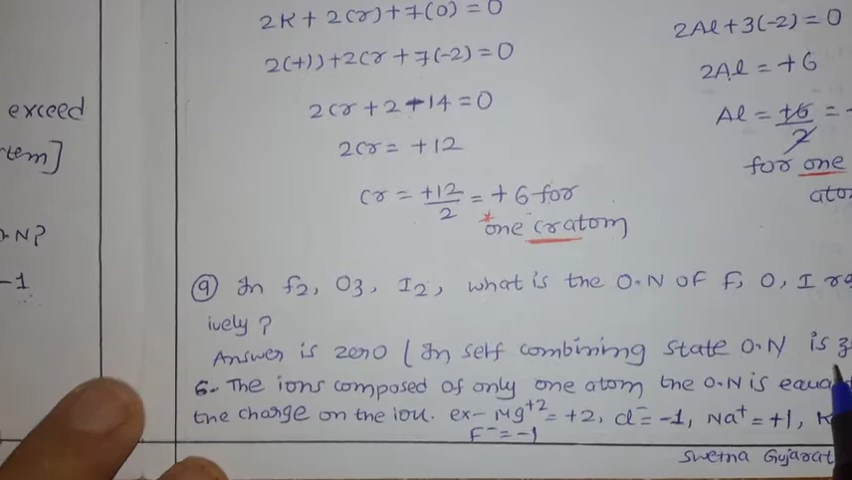 2K + 2(Cr) + 7(O) = 0
2(+1) + 2Cr + 7(-2) = 0
2Cr + 2 - 14 = 0
2Cr = +12
Cr = +12/2 = +6 for
*one Cr atom
2Al + 3(-2) = 0
2Al = +6
Al = +6/2 =
for one
exceed
O.N?
-1
(9) In F2, O3, I2, what is the O.N OF F, O, I
ively?
Answer is zero (In self combining state O.N is
6. The ions composed of only one atom the O.N is
the charge on the ion. ex- Mg+2 = +2, Cl- = -1, Na+ = +1, K
F- = -1
Swetna Gujarat